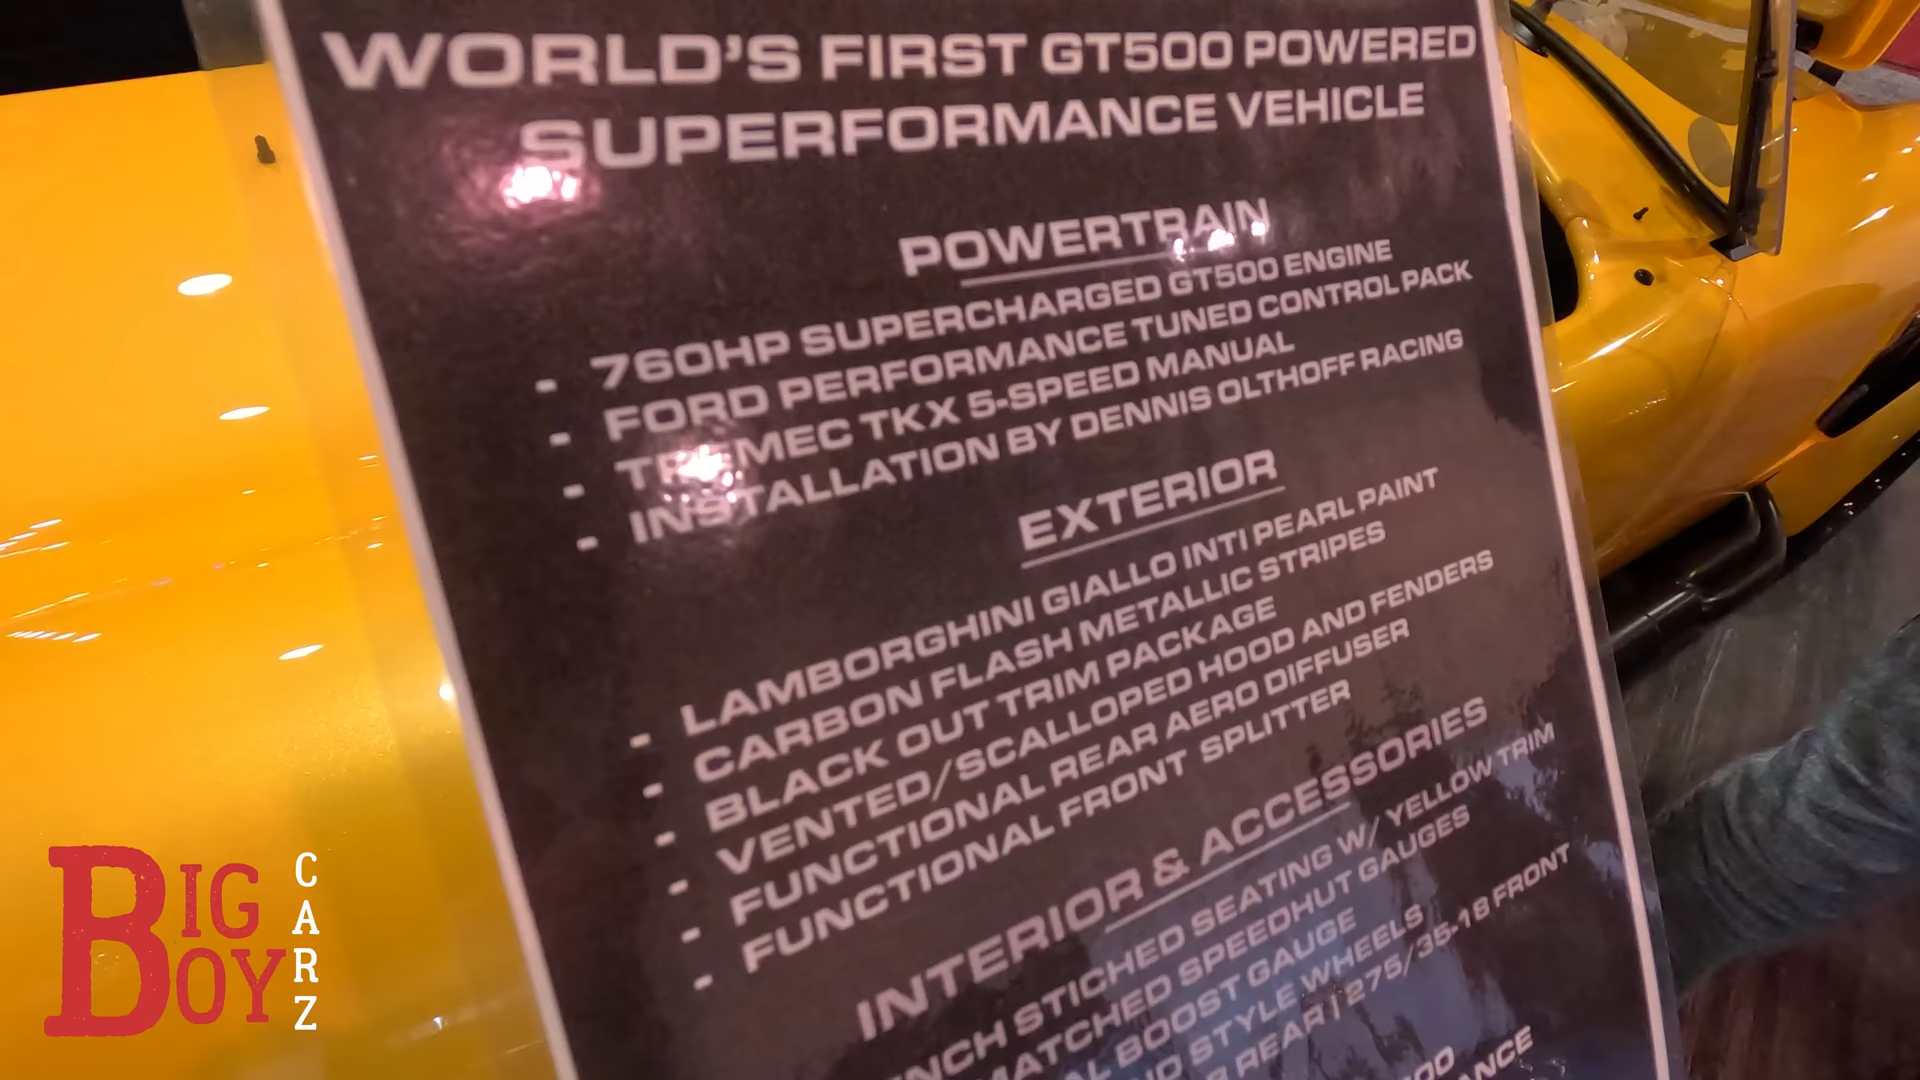 WORLD'S FIRST GT500 POWERED
SUPERFORMANCE VEHICLE
POWERTRAIN
- 760HP SUPERCHARGED GT500 ENGINE
- FORD PERFORMANCE TUNED CONTROL PACK
- TREMEC TKX 5-SPEED MANUAL
- INSTALLATION BY DENNIS OLTHOFF RACING
EXTERIOR
- LAMBORGHINI GIALLO INTI PEARL PAINT
- CARBON FLASH METALLIC STRIPES
- BLACK OUT TRIM PACKAGE
- VENTED/SCALLOPED HOOD AND FENDERS
- FUNCTIONAL REAR AERO DIFFUSER
- FUNCTIONAL FRONT SPLITTER
INTERIOR & ACCESSORIES
STICHED SEATING W/ YELLOW TRIM
MATCHED SPEEDHUT GAUGES
BOOST GAUGE
STYLE WHEELS
REAR | 275/35-18 FRONT
BIG
BOY
CARZ